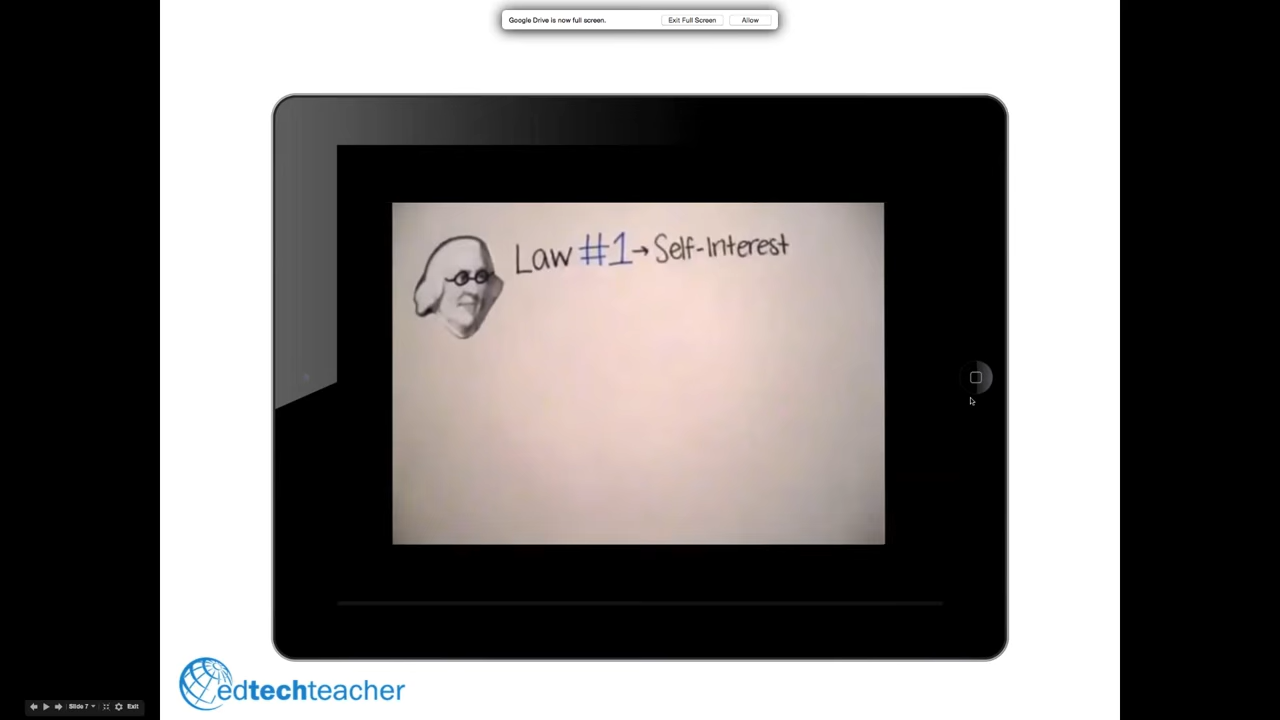 Google Drive is now full screen. Exit Full Screen Allow
Law #1→Self-Interest
edtechteacher
Slide 7 Exit